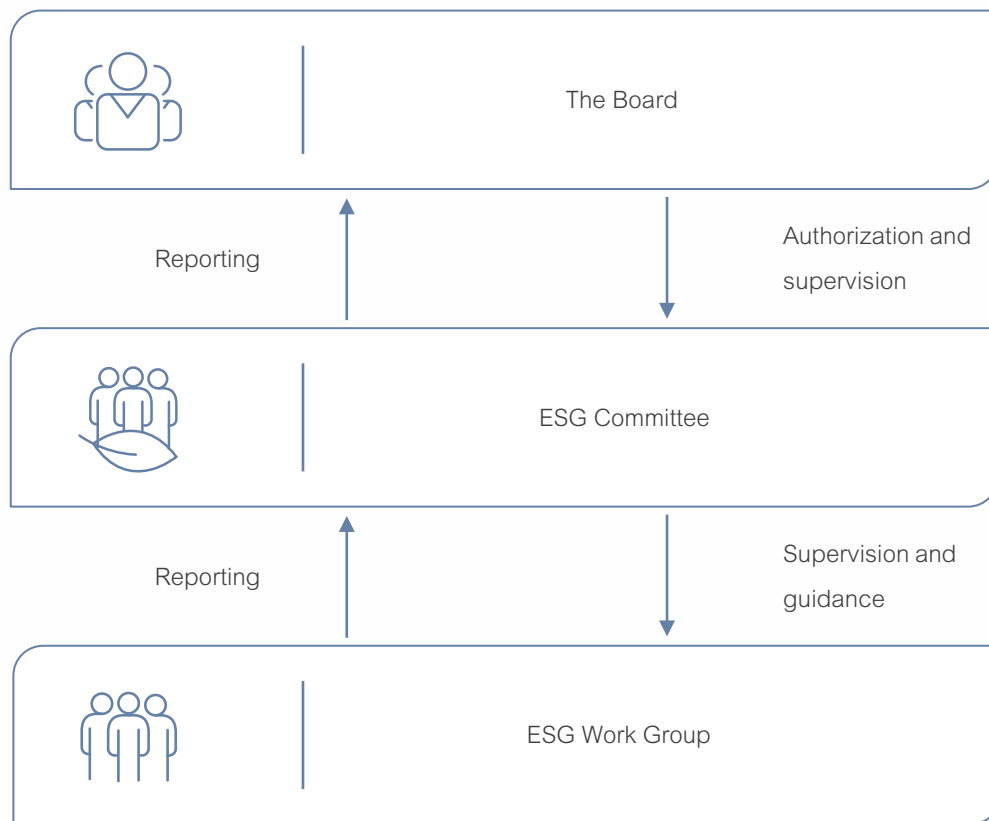 The Board
Reporting
Authorization and
supervision
ESG Committee
Reporting
Supervision and
guidance
ESG Work Group